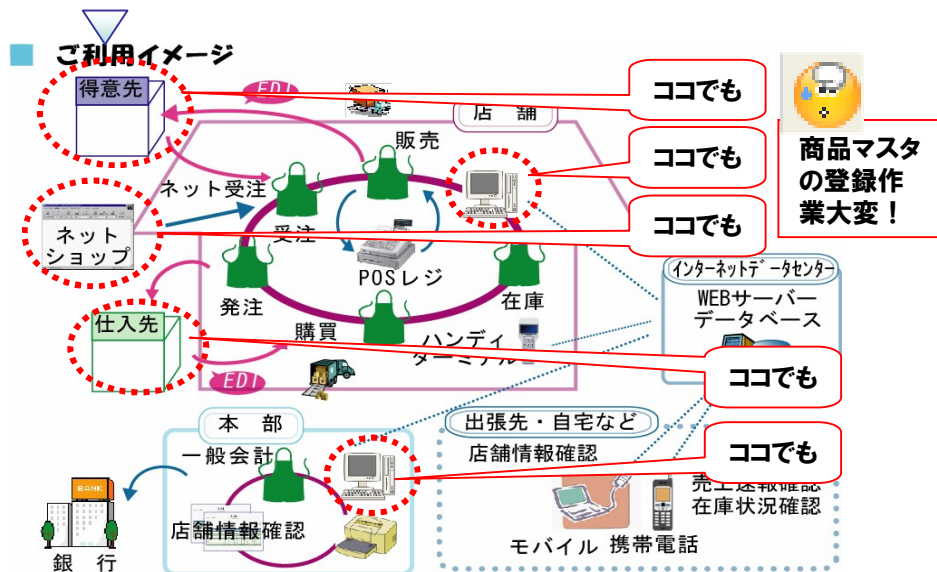 ご利用イメージ
得意先
EDI
店 舗
ココでも
販売
ココでも
商品マスタ
の登録作
業大変！
ネット受注
ココでも
ネット
ショップ
受注
POSレジ
インターネットデータセンター
発注
在庫
WEBサーバー
データベース
仕入先
購買
ハンディ
ターミナル
ココでも
EDI
本 部
出張先・自宅など
一般会計
店舗情報確認
ココでも
BANK
売上速報確認
在庫状況確認
店舗情報確認
モバイル
携帯電話
銀 行